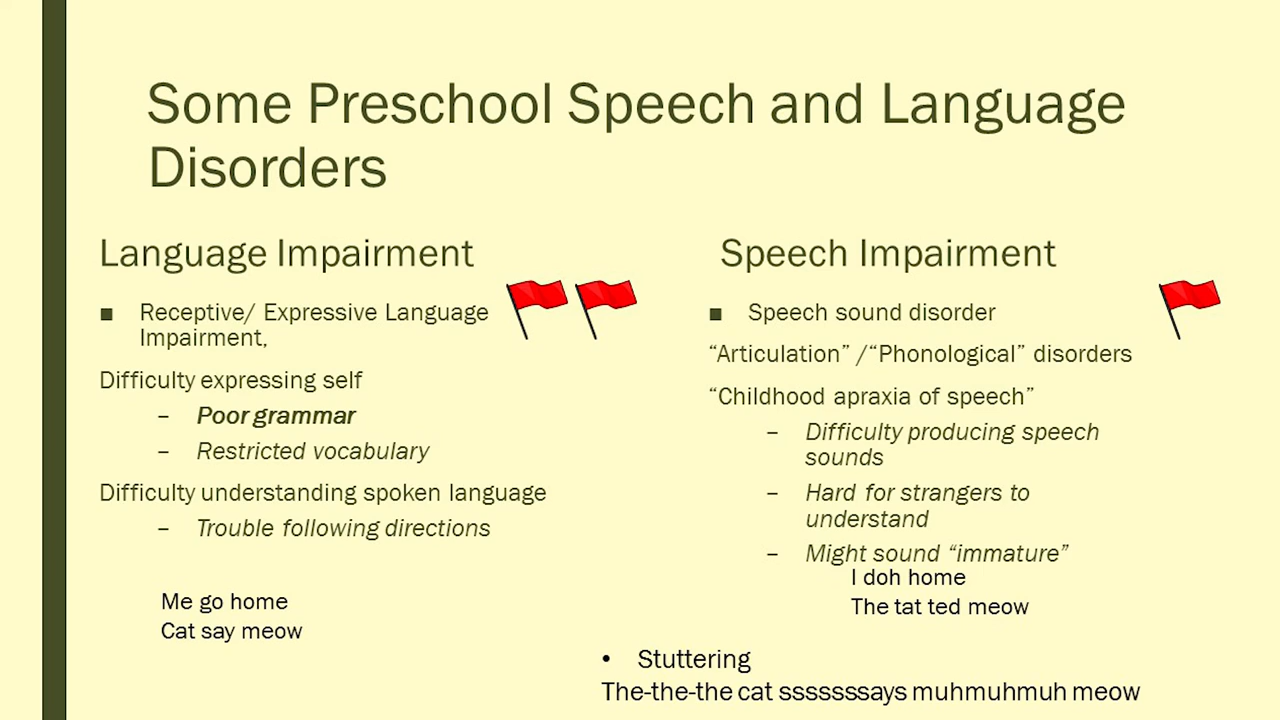 Some Preschool Speech and Language
Disorders
Language Impairment
■ Receptive/ Expressive Language
Impairment,
Difficulty expressing self
– Poor grammar
– Restricted vocabulary
Difficulty understanding spoken language
– Trouble following directions
Me go home
Cat say meow
Speech Impairment
■ Speech sound disorder
“Articulation” /“Phonological” disorders
“Childhood apraxia of speech”
– Difficulty producing speech
sounds
– Hard for strangers to
understand
– Might sound “immature”
I doh home
The tat ted meow
• Stuttering
The-the-the cat sssssssays muhmuhmuh meow